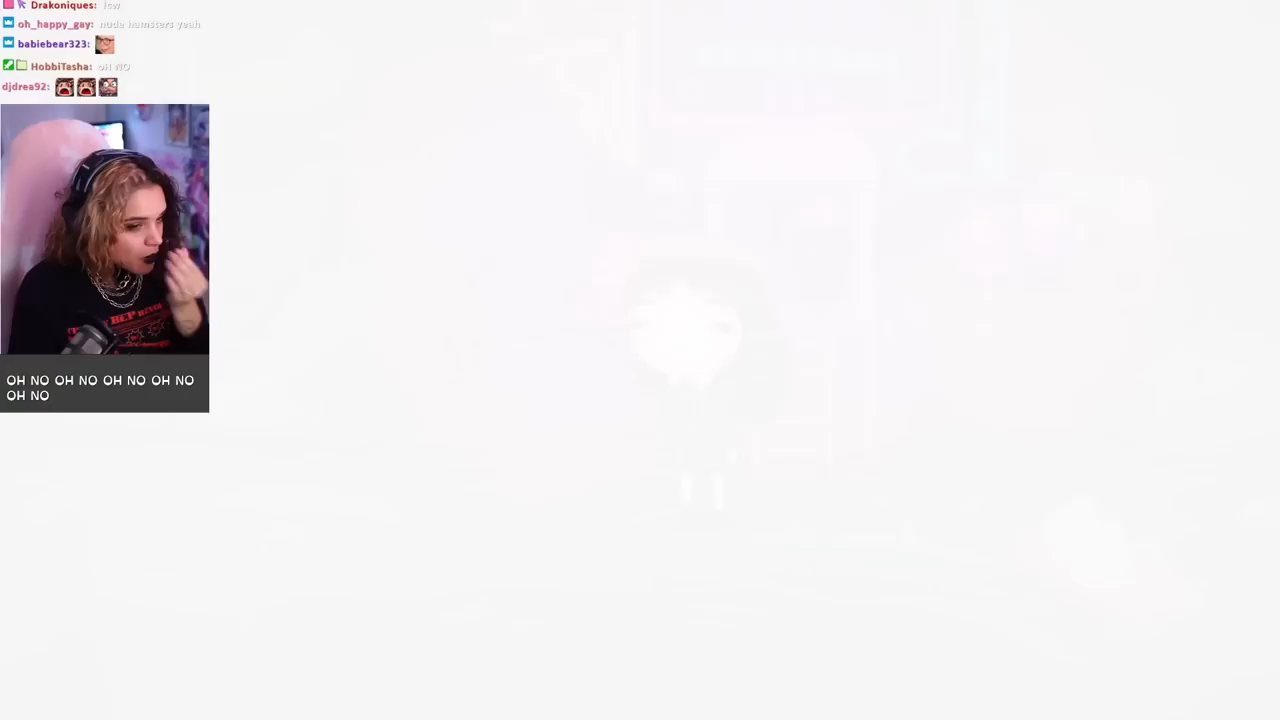 Drakoniques: fcw
oh_happy_gay: nude hamsters yeah
babiebear323:
HobbiTasha: oH NO
djdrea92:
OH NO OH NO OH NO OH NO
OH NO